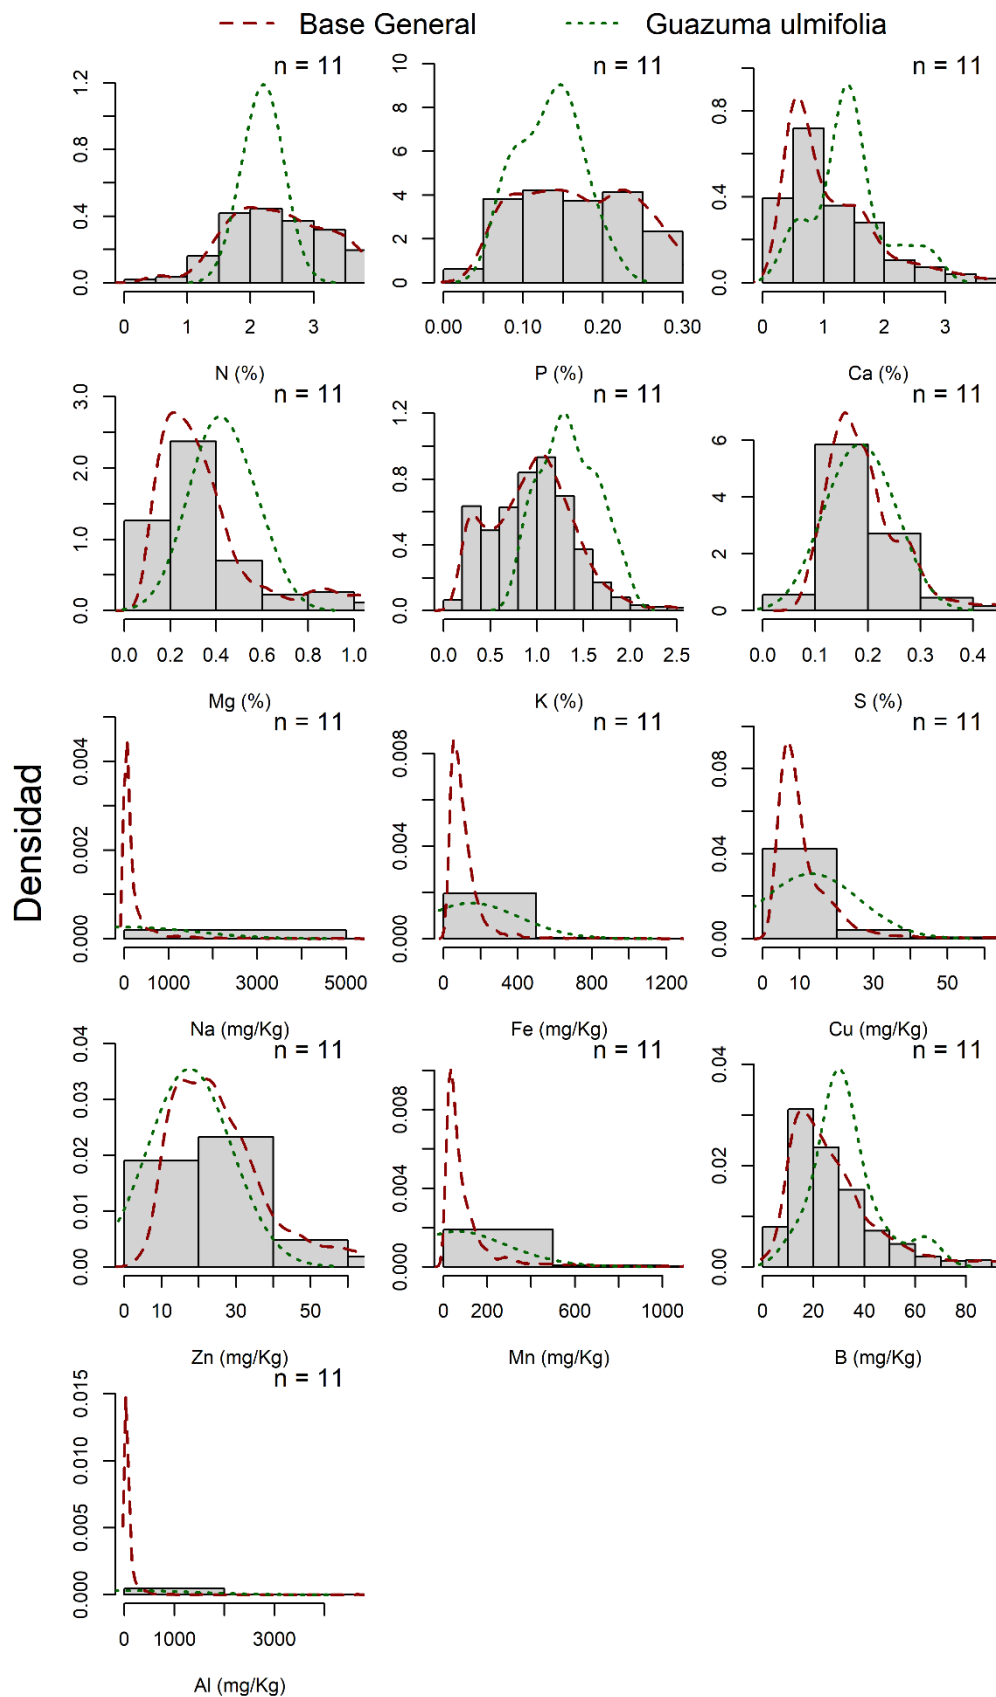 Base General Guazuma ulmifolia
n = 11 n = 11 n = 11
0.0 0.4 0.8 1.2
0 1 2 3
N (%)
0 2 4 6 8 10
0.00 0.10 0.20 0.30
P (%)
0.0 0.4 0.8
0 1 3
Ca (%)
n = 11 n = 11 n = 11
0.0 1.0 2.0 3.0
0.0 0.2 0.4 0.6 0.8 1.0
Mg (%)
0.0 0.4 0.8 1.2
0.0 0.5 1.0 1.5 2.0 2.5
K (%)
0 2 6
0.0 0.1 0.2 0.3 0.4
S (%)
Densidad
n = 11 n = 11 n = 11
0.000 0.002 0.004
0 1000 3000 5000
Na (mg/Kg)
0.000 0.004 0.008
0 400 800 1200
Fe (mg/Kg)
0.00 0.04 0.08
0 10 30 50
Cu (mg/Kg)
n = 11 n = 11 n = 11
0.00 0.01 0.02 0.03 0.04
0 10 30 50
Zn (mg/Kg)
0.000 0.004 0.008
0 200 600 1000
Mn (mg/Kg)
0.00 0.02 0.04
0 20 40 60 80
B (mg/Kg)
n = 11
0.000 0.005 0.010 0.015
0 1000 3000
Al (mg/Kg)